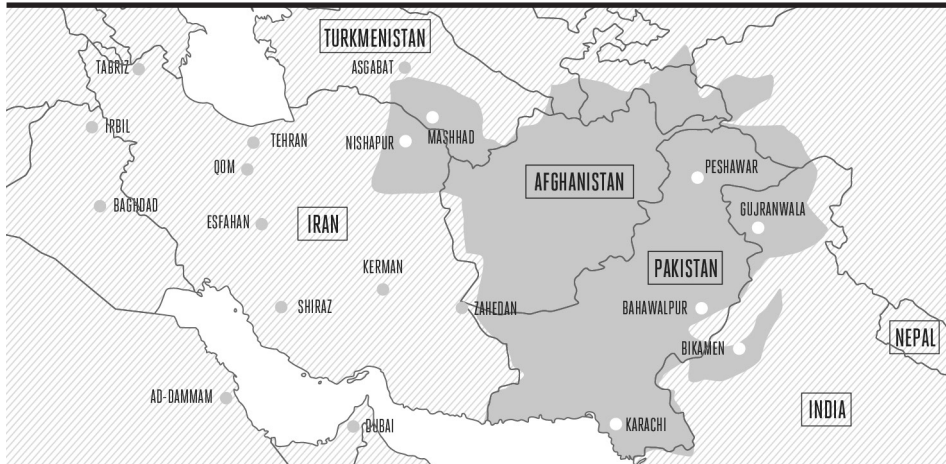 TURKMENISTAN
TABRIZ
ASGABAT
IRBIL
TEHRAN
NISHAPUR
MASHHAD
QOM
PESHAWAR
AFGHANISTAN
BAGHDAD
ESFAHAN
IRAN
GUJRANWALA
KERMAN
PAKISTAN
SHIRAZ
ZAHEDAN
BAHAWALPUR
NEPAL
BIKAMEN
AD-DAMMAM
INDIA
DUBAI
KARACHI